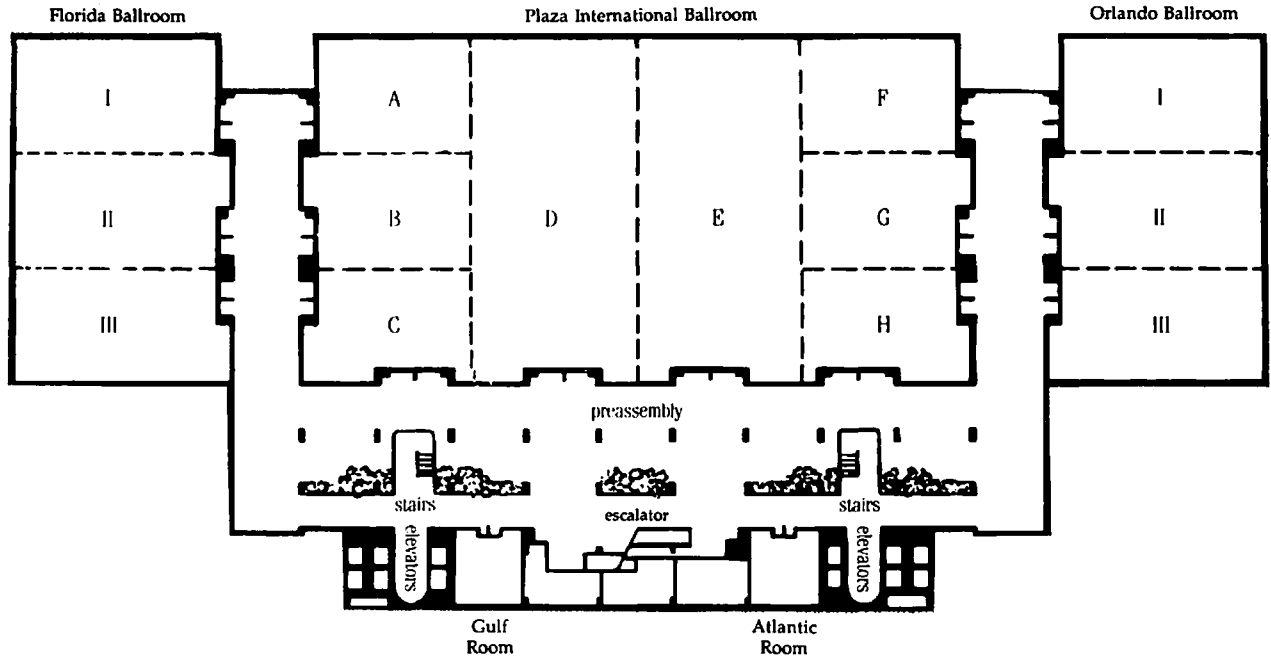 Florida Ballroom
Plaza International Ballroom
Orlando Ballroom
I
A
F
I
II
B
D
E
G
II
III
C
H
III
preassembly
stairs
escalator
stairs
elevators
elevators
Gulf
Room
Atlantic
Room